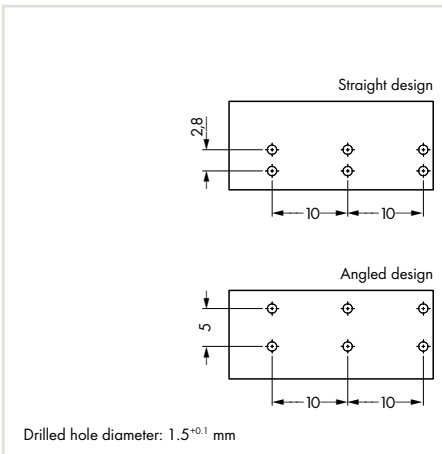 Straight design
2,8
10 10
Angled design
5
10 10
Drilled hole diameter: 1.5⁺⁰·¹ mm